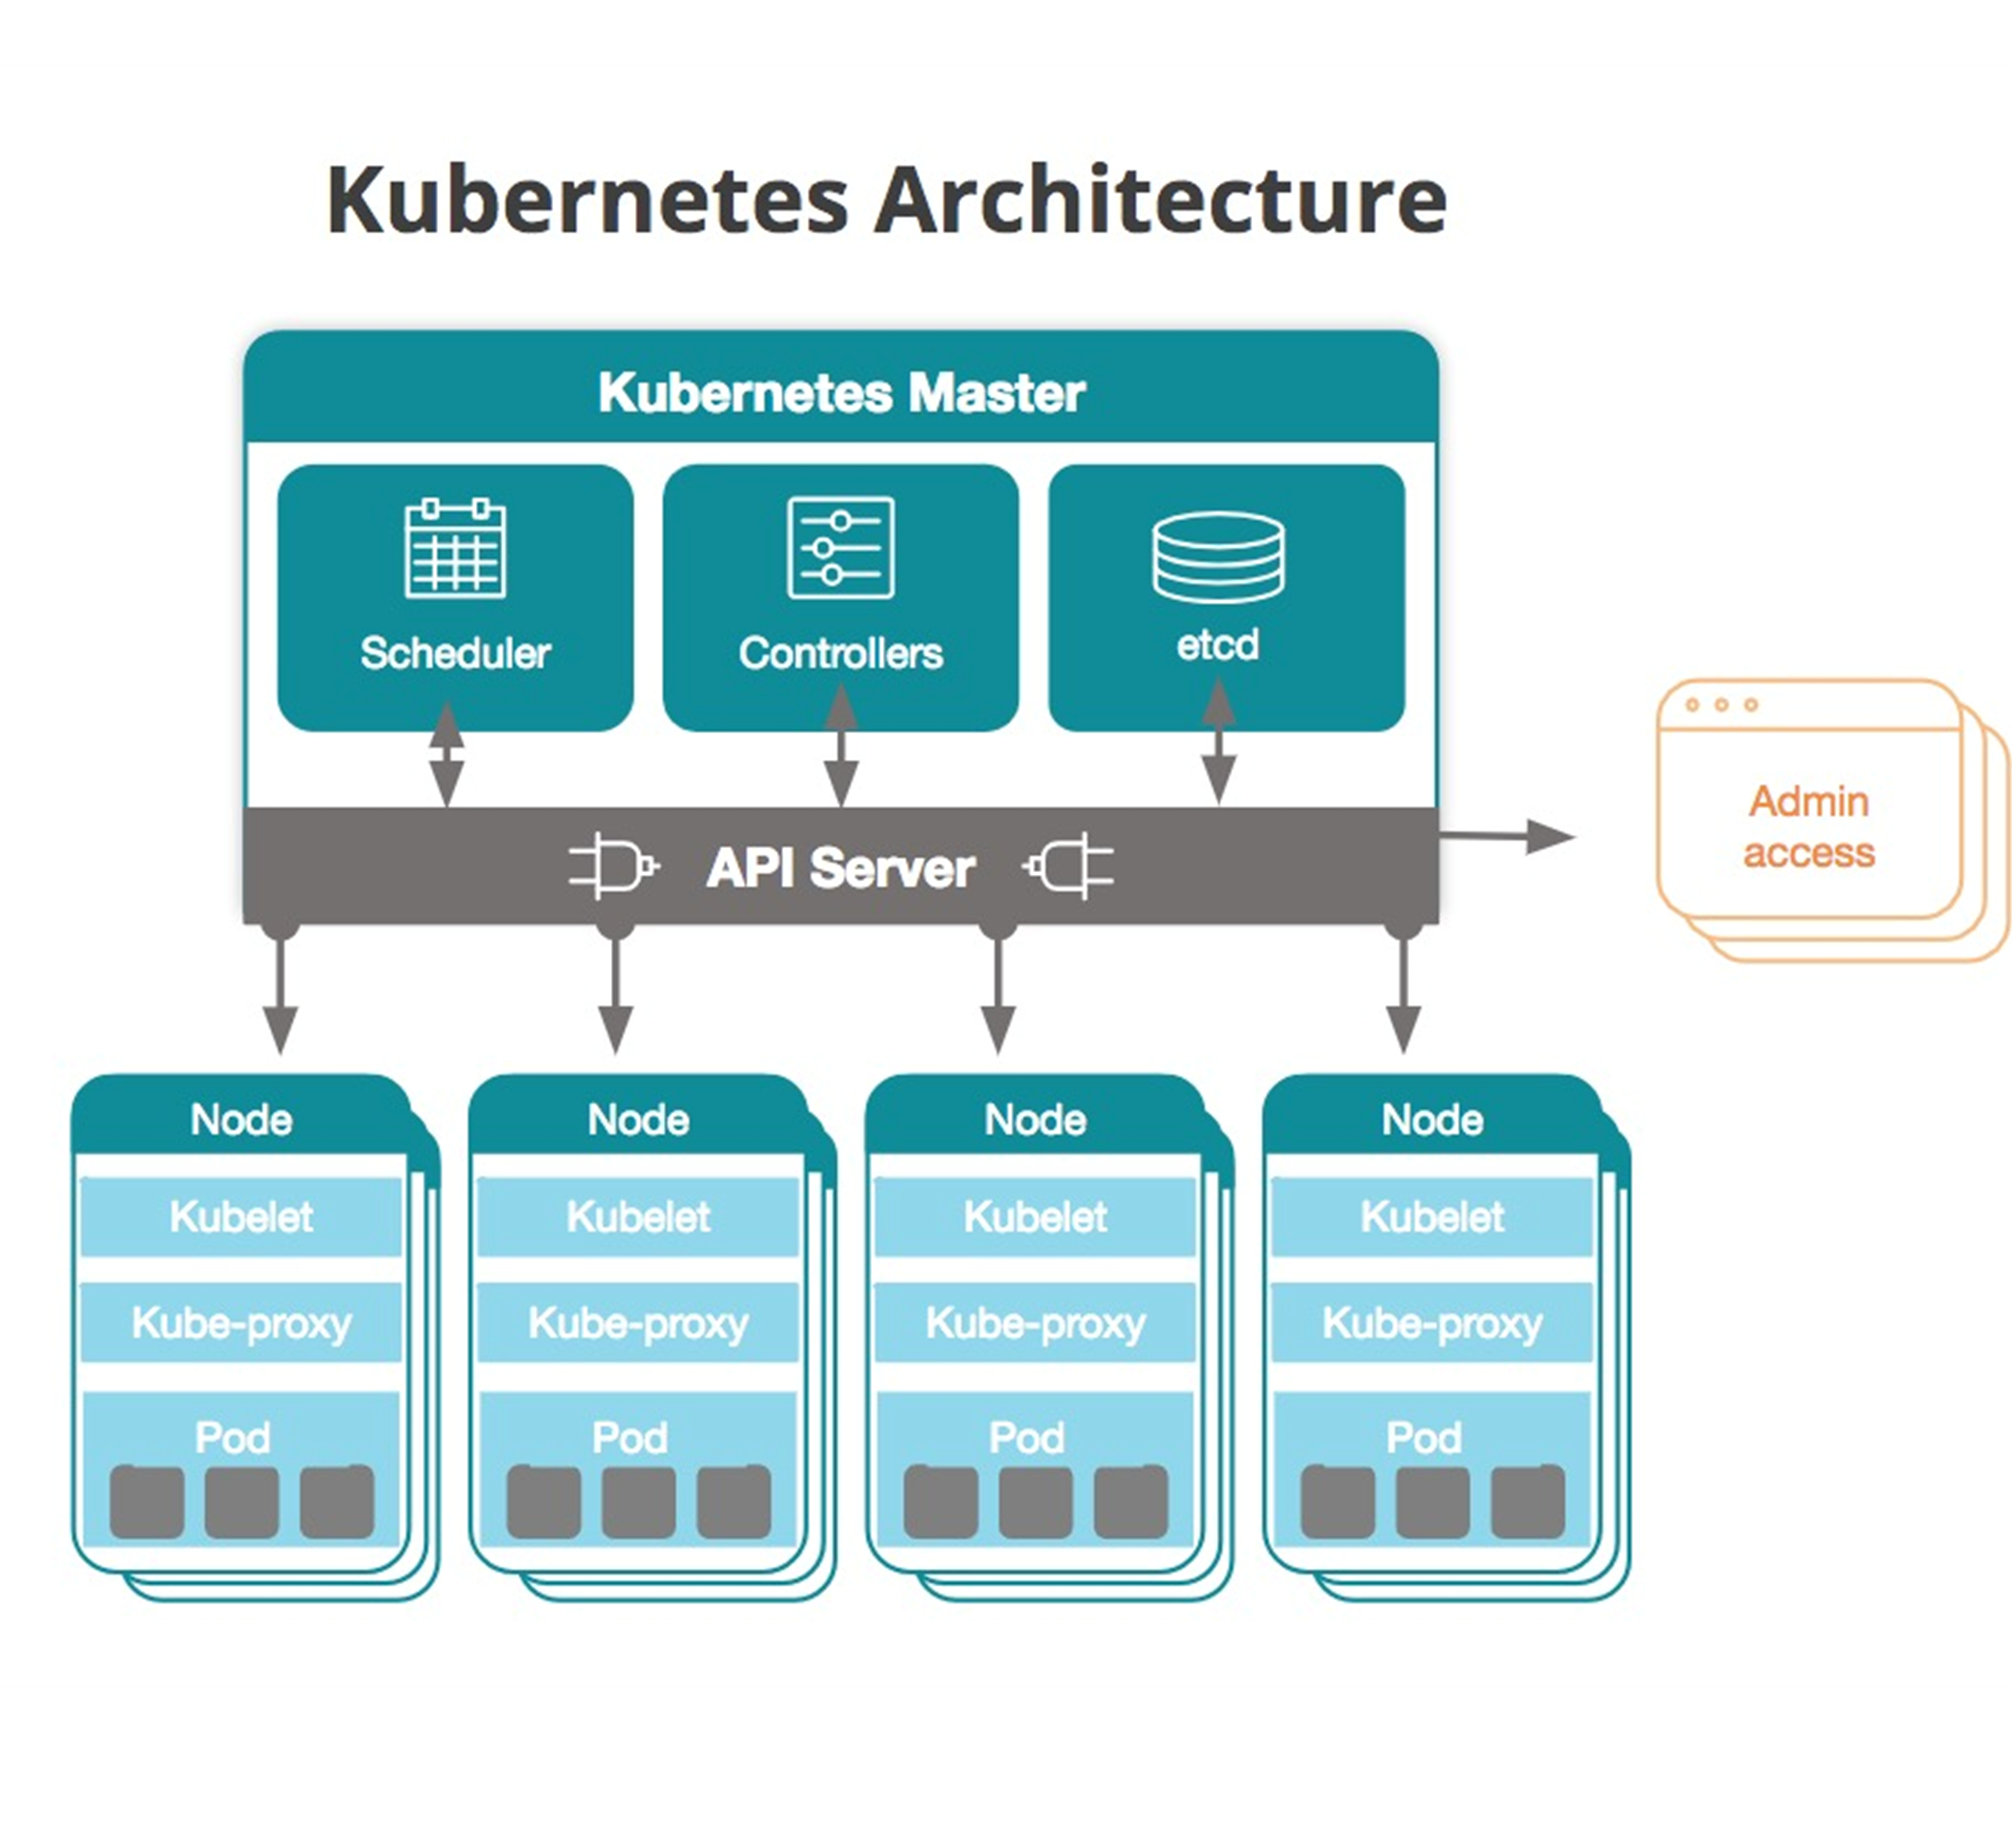 Kubernetes Architecture
Kubernetes Master
Scheduler
Controllers
etcd
API Server
Admin
access
Node
Kubelet
Kube-proxy
Pod
Node
Kubelet
Kube-proxy
Pod
Node
Kubelet
Kube-proxy
Pod
Node
Kubelet
Kube-proxy
Pod